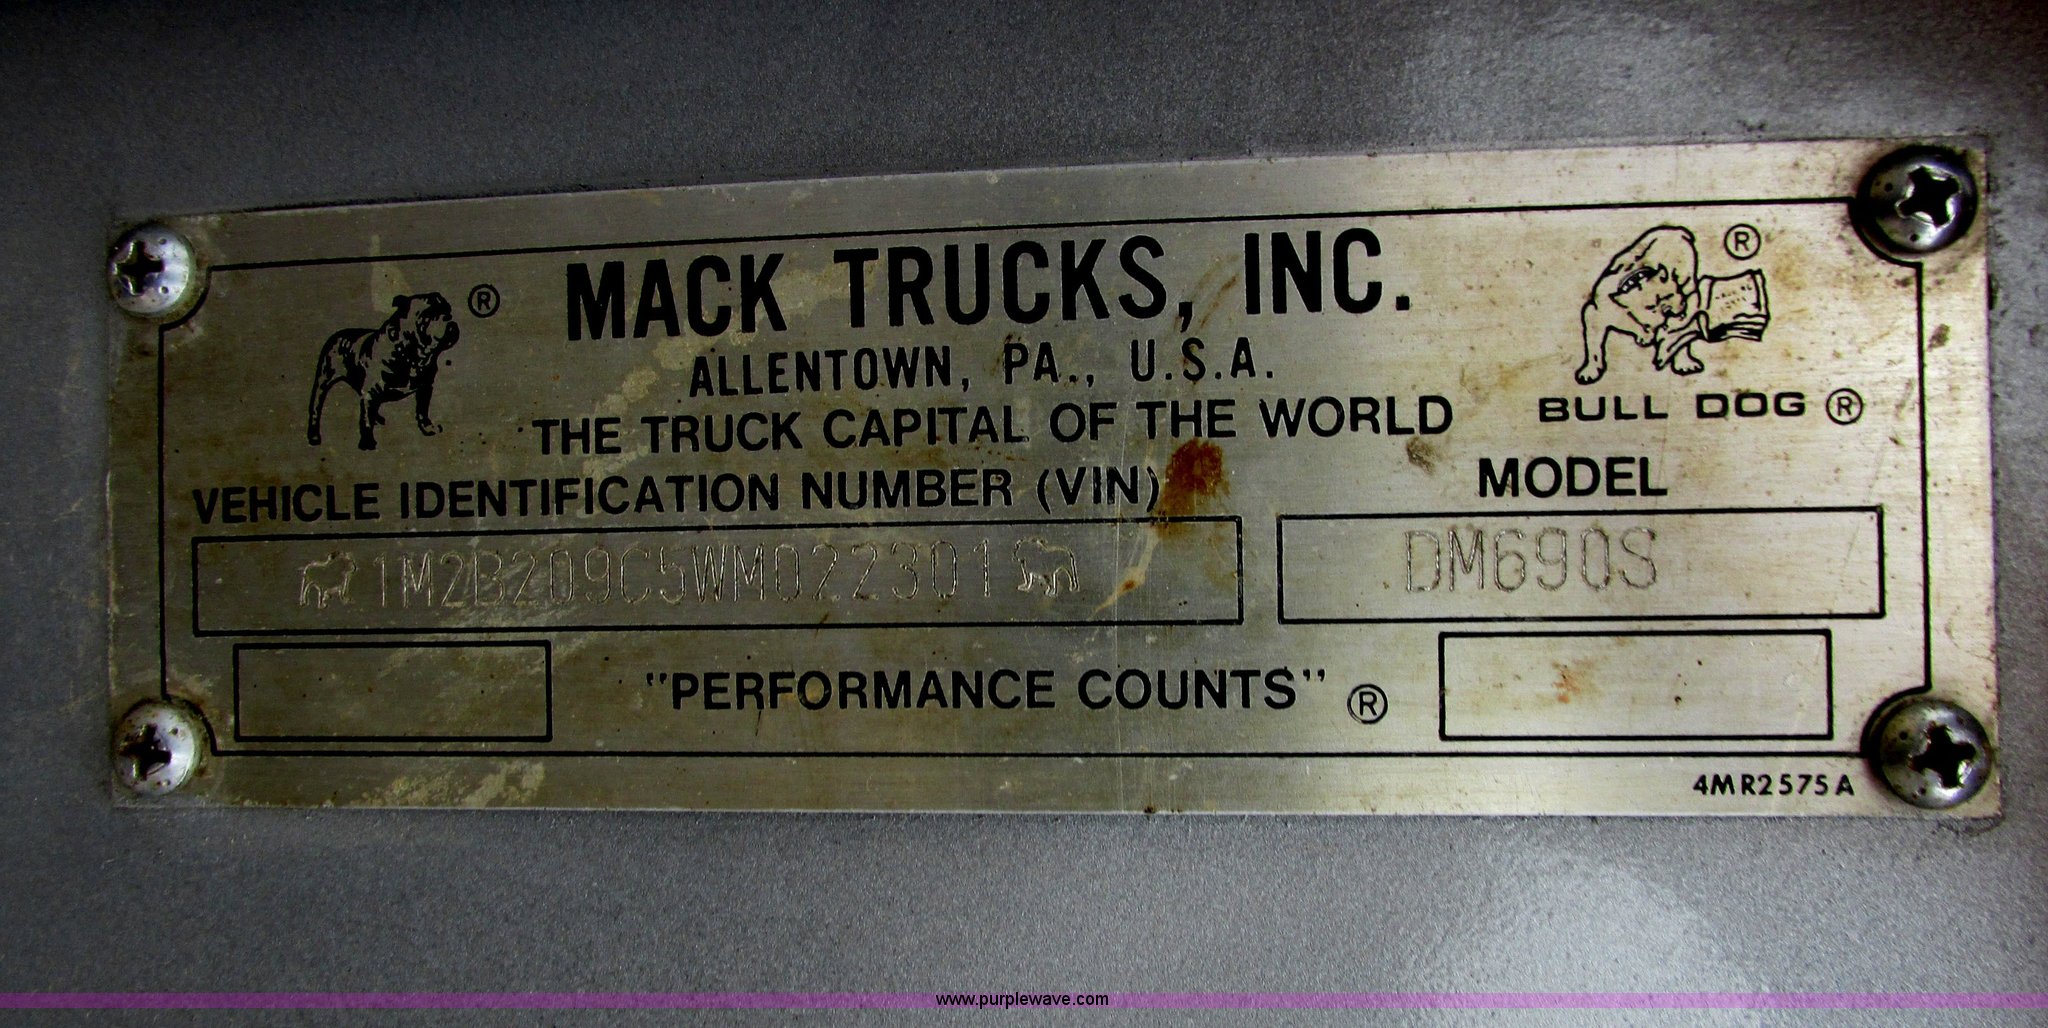 MACK TRUCKS, INC.
ALLENTOWN, PA., U.S.A.
THE TRUCK CAPITAL OF THE WORLD
®
®
BULL DOG ®
VEHICLE IDENTIFICATION NUMBER (VIN)
MODEL
1M2B209C5WM022301
DM690S
"PERFORMANCE COUNTS" ®
4MR2575A
www.purplewave.com